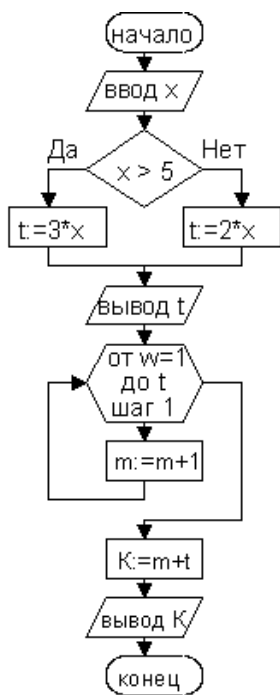 начало
ввод x
Да
Нет
x > 5
t:=3*x
t:=2*x
вывод t
от w=1
до t
шаг 1
m:=m+1
K:=m+t
вывод K
конец